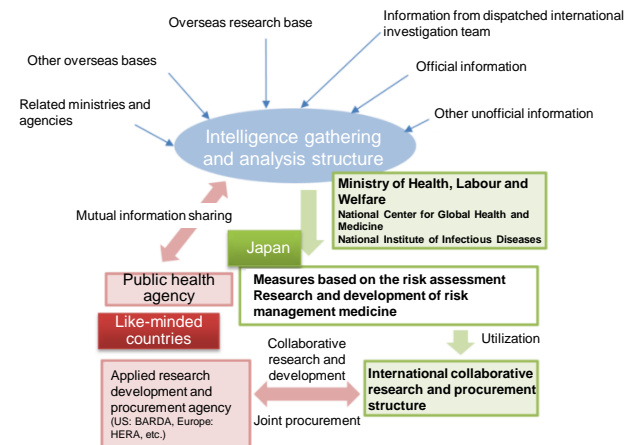 Overseas research base
Information from dispatched international
investigation team
Other overseas bases
Official information
Related ministries and
agencies
Other unofficial information
Intelligence gathering
and analysis structure
Ministry of Health, Labour and
Welfare
National Center for Global Health and
Medicine
National Institute of Infectious Diseases
Mutual information sharing
Japan
Public health
agency
Measures based on the risk assessment
Research and development of risk
management medicine
Like-minded
countries
Utilization
Collaborative
research and
development
Applied research
development and
procurement agency
(US: BARDA, Europe:
HERA, etc.)
International collaborative
research and procurement
structure
Joint procurement